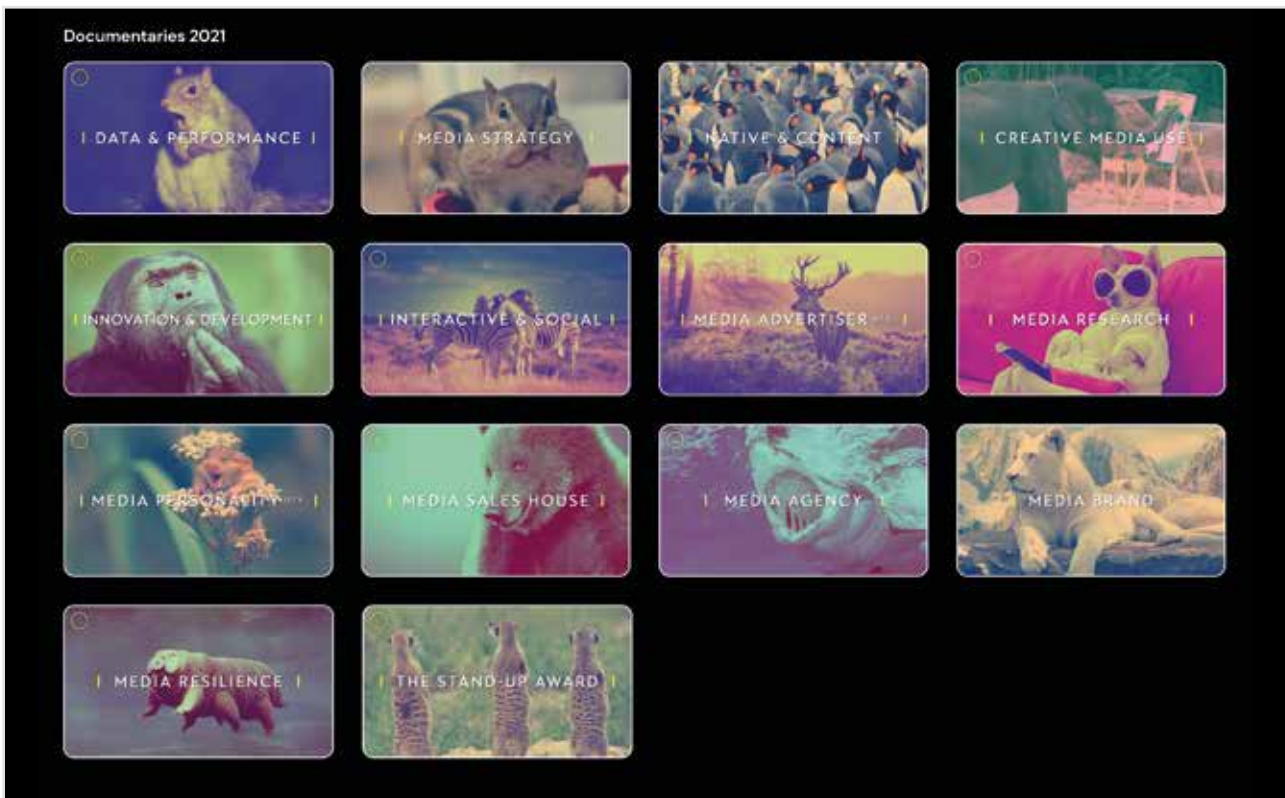 Documentaries 2021
DATA & PERFORMANCE
MEDIA STRATEGY
NATIVE & CONTENT
CREATIVE MEDIA USE
INNOVATION & DEVELOPMENT
INTERACTIVE & SOCIAL
MEDIA ADVERTISER
MEDIA RESEARCH
MEDIA PERSONALITY
MEDIA SALES HOUSE
MEDIA AGENCY
MEDIA BRAND
MEDIA RESILIENCE
THE STAND-UP AWARD